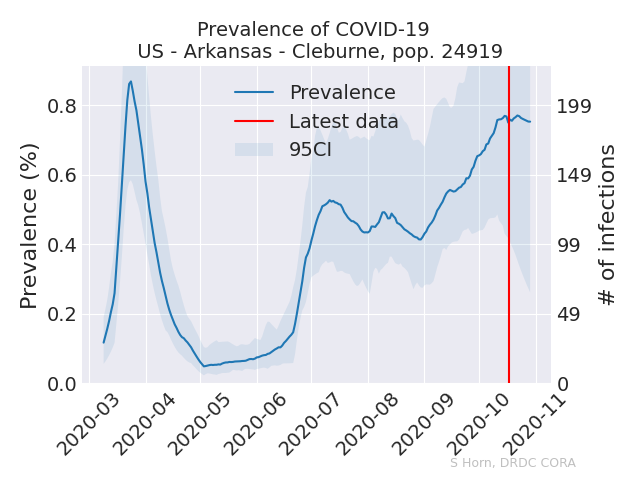 Prevalence of COVID-19
US - Arkansas - Cleburne, pop. 24919
Prevalence
Latest data
95CI
Prevalence (%)
0.8
0.6
0.4
0.2
0.0
# of infections
199
149
99
49
0
2020-03
2020-04
2020-05
2020-06
2020-07
2020-08
2020-09
2020-10
2020-11
S Horn, DRDC CORA